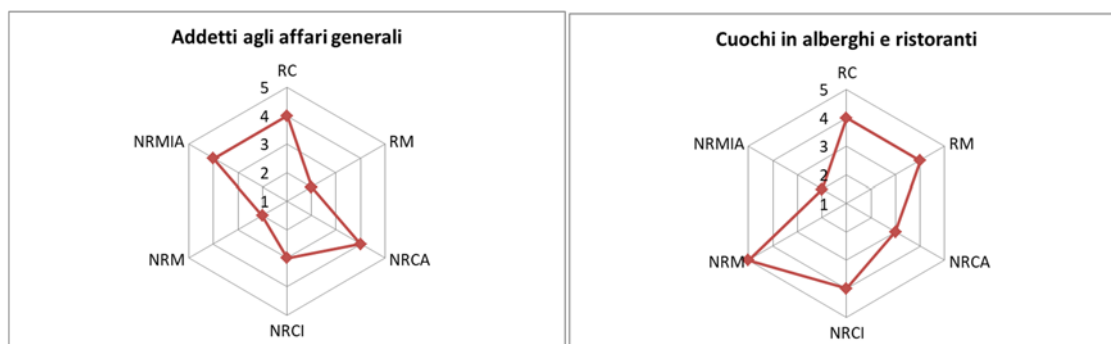 Addetti agli affari generali
RC
5
4
3
2
1
NRMIA
RM
NRM
NRCA
NRCI
Cuochi in alberghi e ristoranti
RC
5
4
3
2
1
NRMIA
RM
NRM
NRCA
NRCI